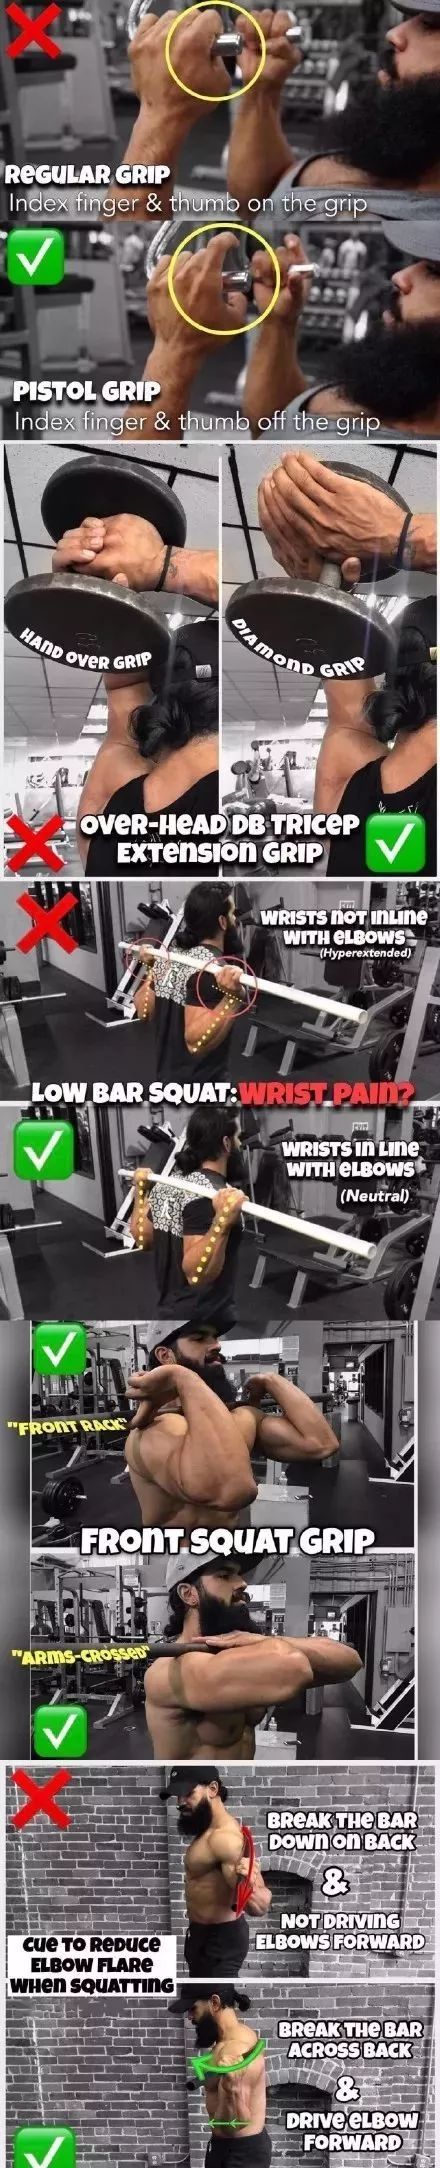 REGULAR GRIP
Index finger & thumb on the grip
PISTOL GRIP
Index finger & thumb off the grip
HAND OVER GRIP
DIAMOND GRIP
OVER-HEAD DB TRICEP
EXTENSION GRIP
WRISTS NOT INLINE
WITH ELBOWS
(Hyperextended)
LOW BAR SQUAT: WRIST PAIN?
WRISTS IN LINE
WITH ELBOWS
(Neutral)
"FRONT RACK"
FRONT SQUAT GRIP
"ARMS-CROSSED"
BREAK THE BAR
DOWN ON BACK
&
NOT DRIVING
ELBOWS FORWARD
CUE TO REDUCE
ELBOW FLARE
WHEN SQUATTING
BREAK THE BAR
ACROSS BACK
&
DRIVE ELBOW
FORWARD